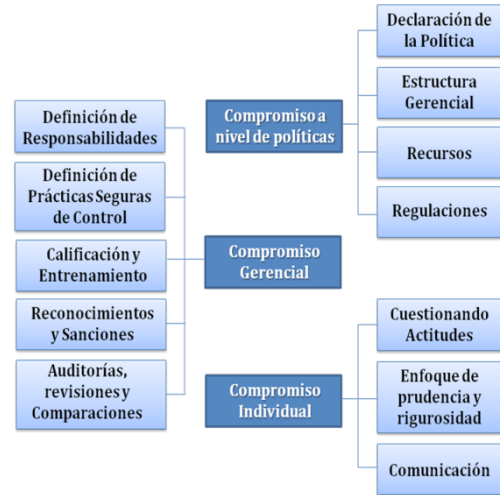 Compromiso a
nivel de políticas
Declaración de
la Política
Estructura
Gerencial
Recursos
Regulaciones
Compromiso
Gerencial
Definición de
Responsabilidades
Definición de
Prácticas Seguras
de Control
Calificación y
Entrenamiento
Reconocimientos
y Sanciones
Auditorías,
revisiones y
Comparaciones
Compromiso
Individual
Cuestionando
Actitudes
Enfoque de
prudencia y
rigurosidad
Comunicación